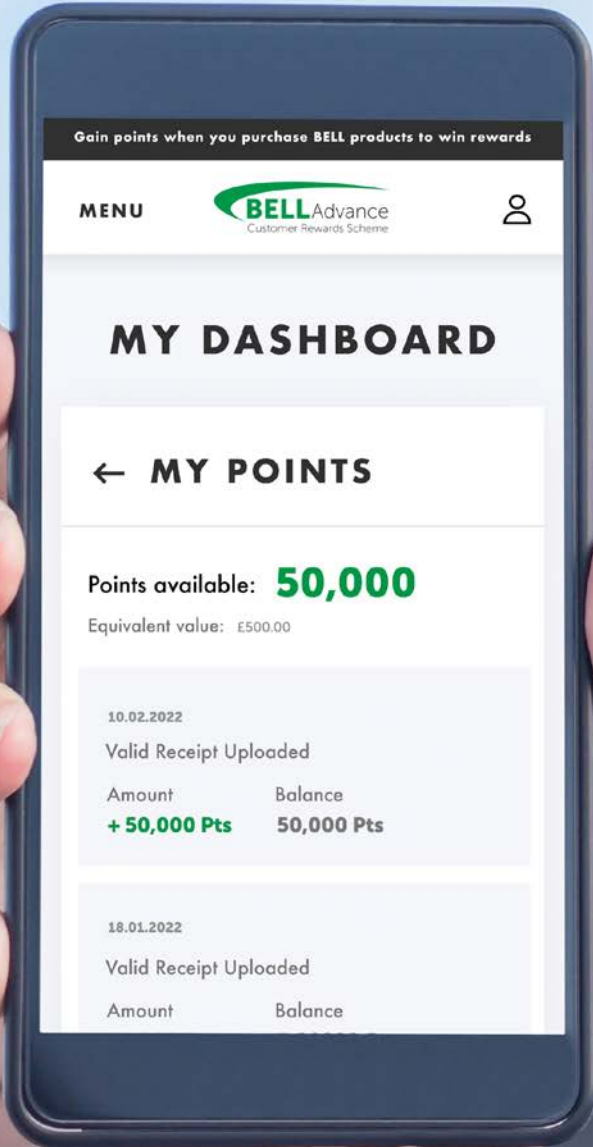 Gain points when you purchase BELL products to win rewards
MENU
BELLAdvance
Customer Rewards Scheme
MY DASHBOARD
← MY POINTS
Points available: 50,000
Equivalent value: £500.00
10.02.2022
Valid Receipt Uploaded
Amount Balance
+ 50,000 Pts 50,000 Pts
18.01.2022
Valid Receipt Uploaded
Amount Balance